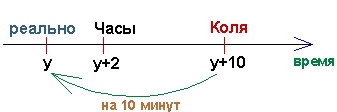 реально Часы Коля
время
y y+2 y+10
на 10 минут